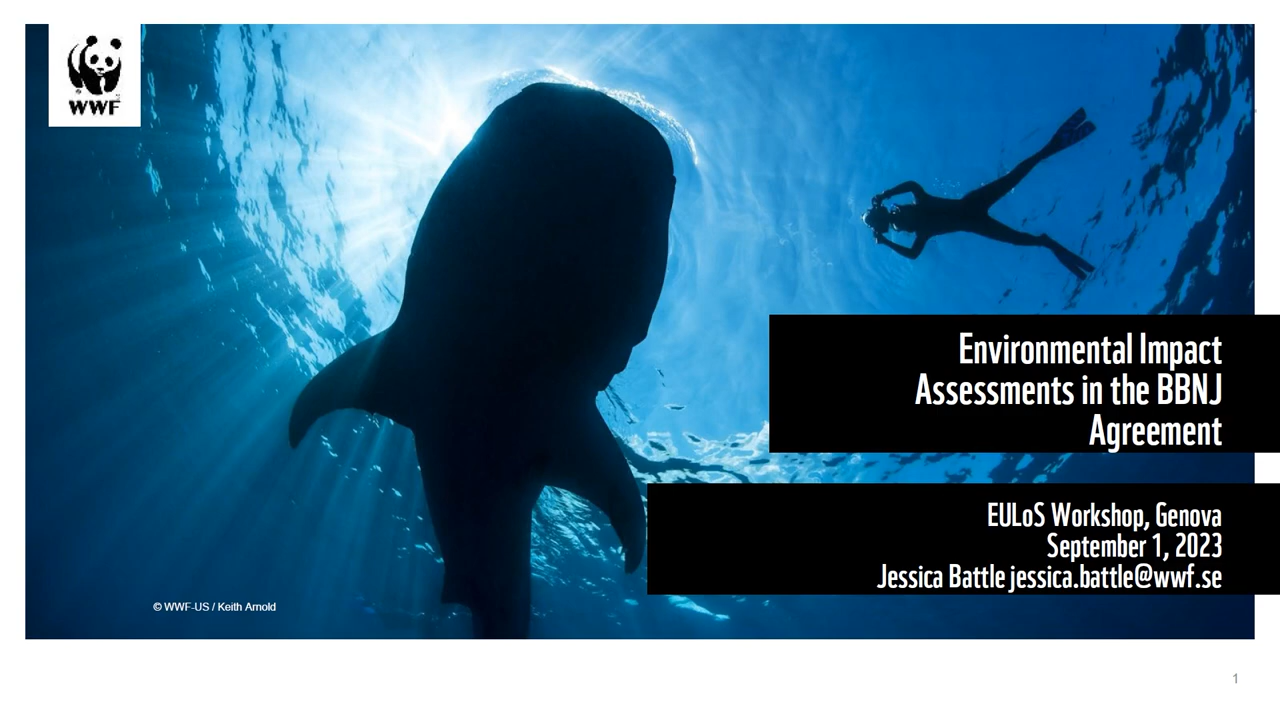 WWF
Environmental Impact
Assessments in the BBNJ
Agreement
EULoS Workshop, Genova
September 1, 2023
Jessica Battle jessica.battle@wwf.se
© WWF-US / Keith Arnold
1